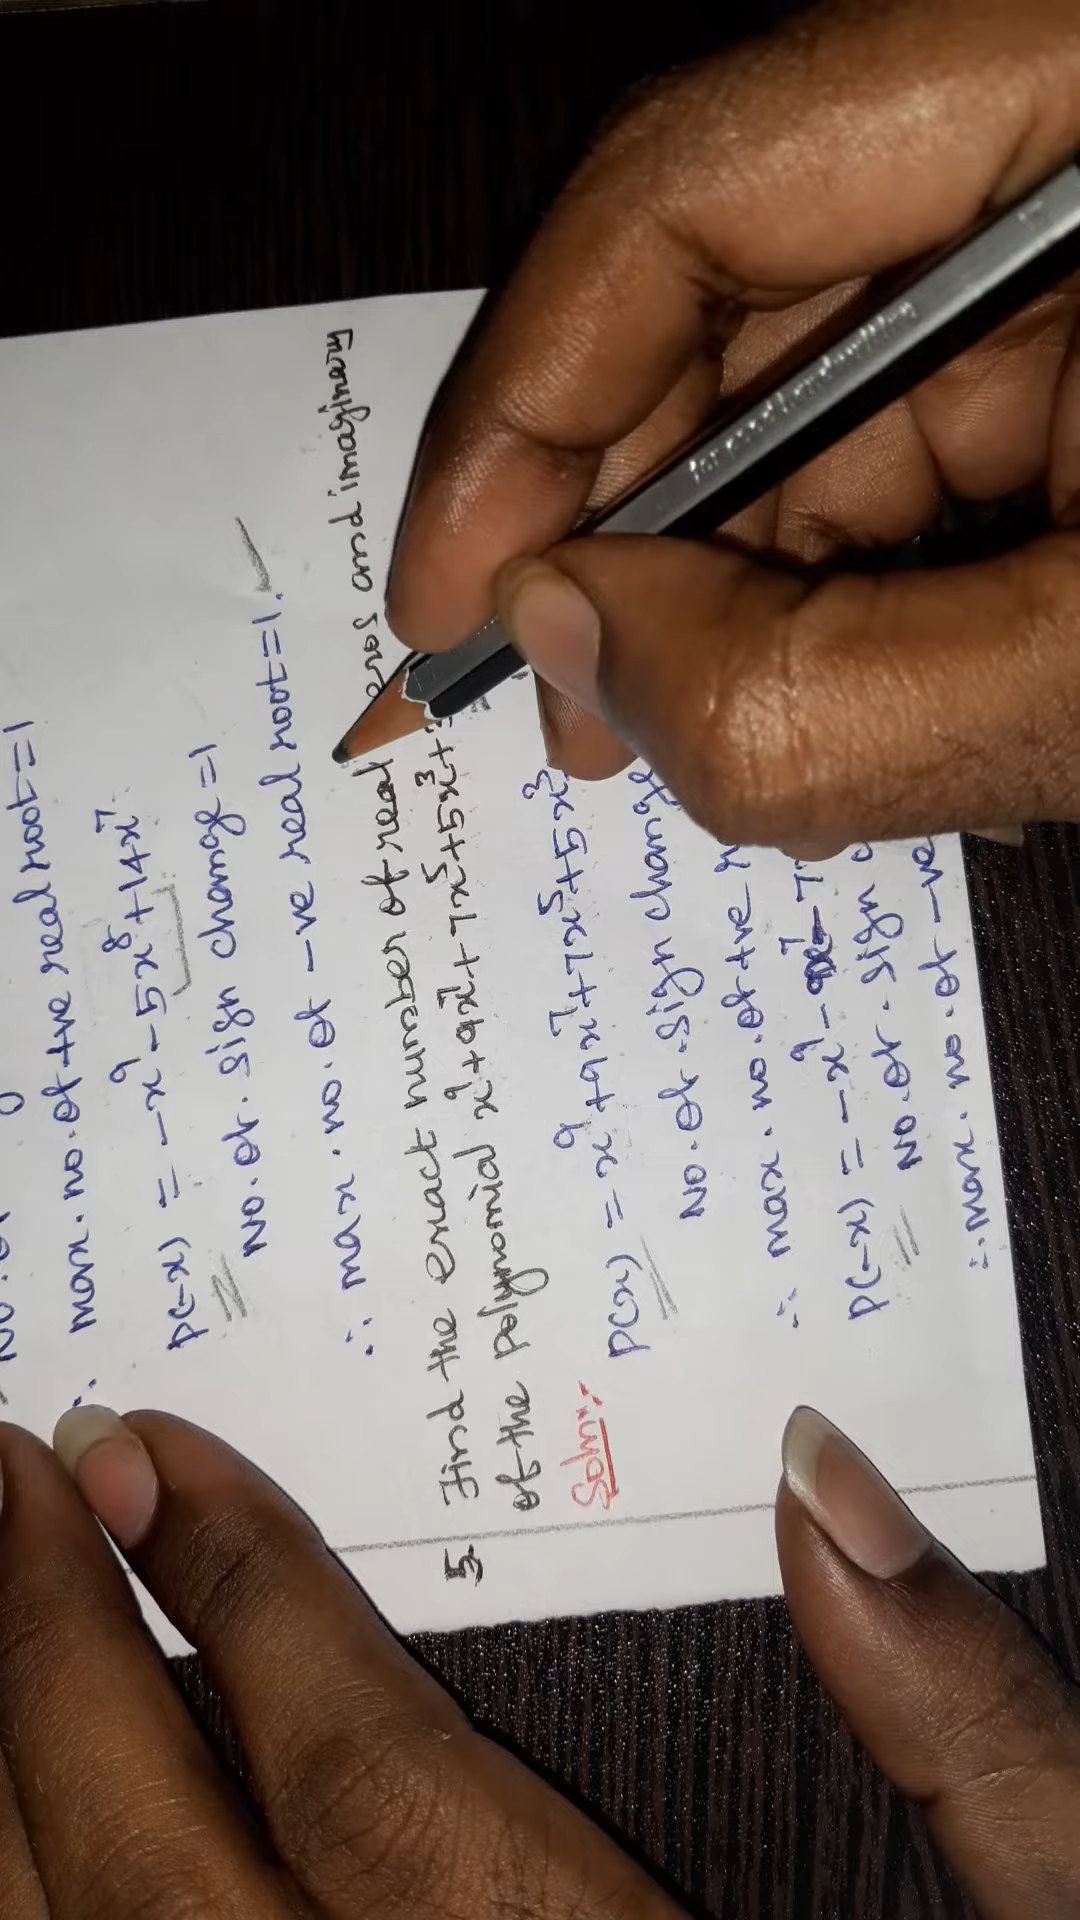 max. no. of +ve real root = 1
p(-x) = -x⁹ - 5x⁸ + 14x⁷
No. of. sign change = 1
∴ max. no. of -ve real root = 1.
5. Find the exact number of real and imaginary
of the polynomial x⁹ + 9x⁷ + 7x⁵ + 5x³ +
Soln:-
P(x) = x⁹ + 9x⁷ + 7x⁵ + 5x³
No. of. sign change
∴ max. no. of +ve
P(-x) = -x⁹ - 9x⁷ - 7
No. of. sign
∴ max. no. of -ve